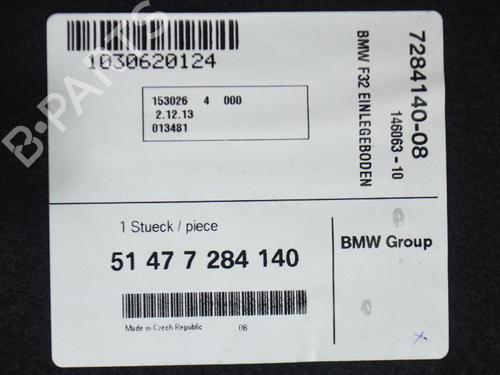 1030620124
153026 4 000
2.12.13
013481
7284140-08
146063-10
BMW F32 EINLEGEBODEN
1 Stueck / piece
51 47 7 284 140
BMW Group
Made in Czech Republic 08
B-PARTS